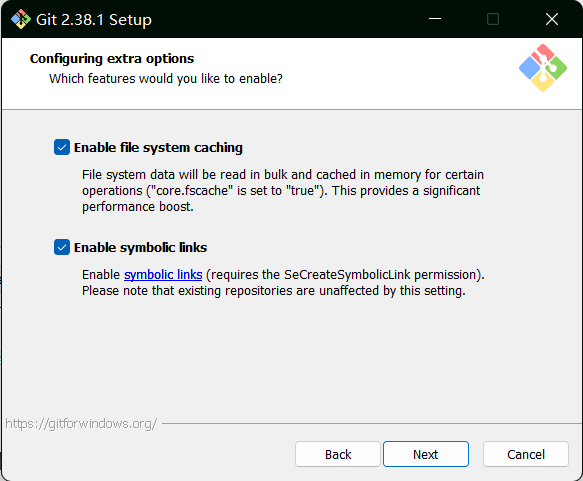 Git 2.38.1 Setup
Configuring extra options
Which features would you like to enable?
Enable file system caching
File system data will be read in bulk and cached in memory for certain
operations ("core.fscache" is set to "true"). This provides a significant
performance boost.
Enable symbolic links
Enable symbolic links (requires the SeCreateSymbolicLink permission).
Please note that existing repositories are unaffected by this setting.
https://gitforwindows.org/
Back
Next
Cancel